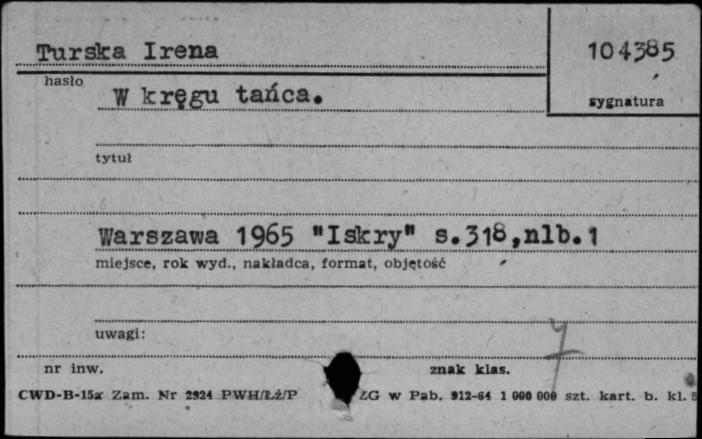 Turska Irena
104385
hasło
sygnatura
W kręgu tańca.
tytuł
Warszawa 1965 "Iskry" s.318,nlb.1
miejsce, rok wyd., nakładca, format, objętość
uwagi:
7
nr inw.
znak klas.
CWD-B-15a Zam. Nr 2924 PWH/Łź/P ZG w Pab. 912-64 1 000 000 szt. kart. b. kl. 5